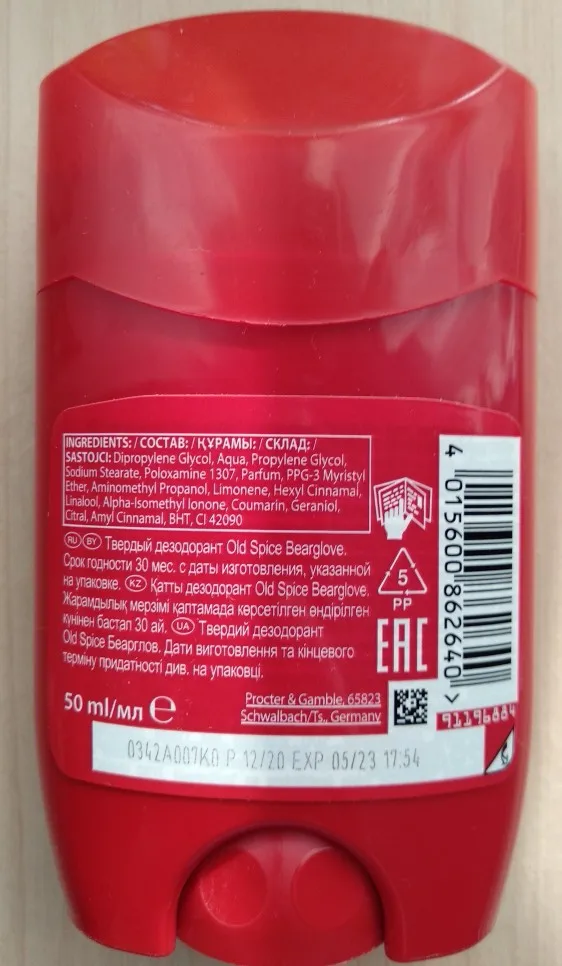 INGREDIENTS: / СОСТАВ: / ҚҰРАМЫ: / СКЛАД: /
SASTOJCI: Dipropylene Glycol, Aqua, Propylene Glycol,
Sodium Stearate, Poloxamine 1307, Parfum, PPG-3 Myristyl
Ether, Aminomethyl Propanol, Limonene, Hexyl Cinnamal,
Linalool, Alpha-Isomethyl Ionone, Coumarin, Geraniol,
Citral, Amyl Cinnamal, BHT, CI 42090
RU BY Твердый дезодорант Old Spice Bearglove.
Срок годности 30 мес. с даты изготовления, указанной
на упаковке. KZ Қатты дезодорант Old Spice Bearglove.
Жарамдылық мерзімі қаптамада көрсетілген өндірілген
күнінен бастап 30 ай. UA Твердий дезодорант
Old Spice Беарглов. Дати виготовлення та кінцевого
терміну придатності див. на упаковці.
5
PP
EAC
4 015600 862640 >
50 ml/мл e
Procter & Gamble, 65823
Schwalbach/Ts., Germany
91196884
0342A007K0 P 12/20 EXP 05/23 17:54